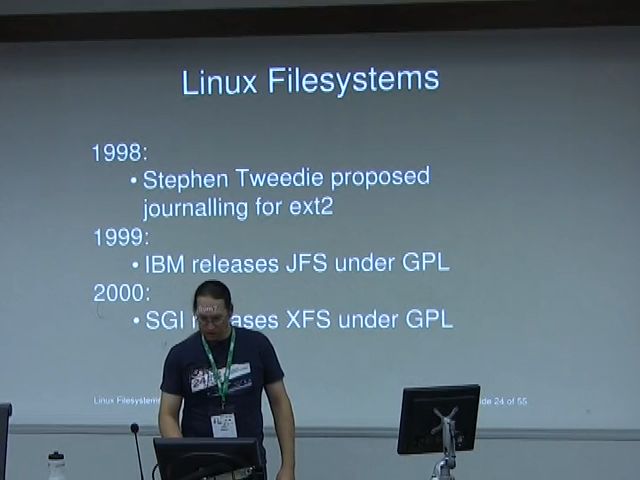 Linux Filesystems
1998:
• Stephen Tweedie proposed
journalling for ext2
1999:
• IBM releases JFS under GPL
2000:
• SGI releases XFS under GPL
Linux Filesystems
24 of 55